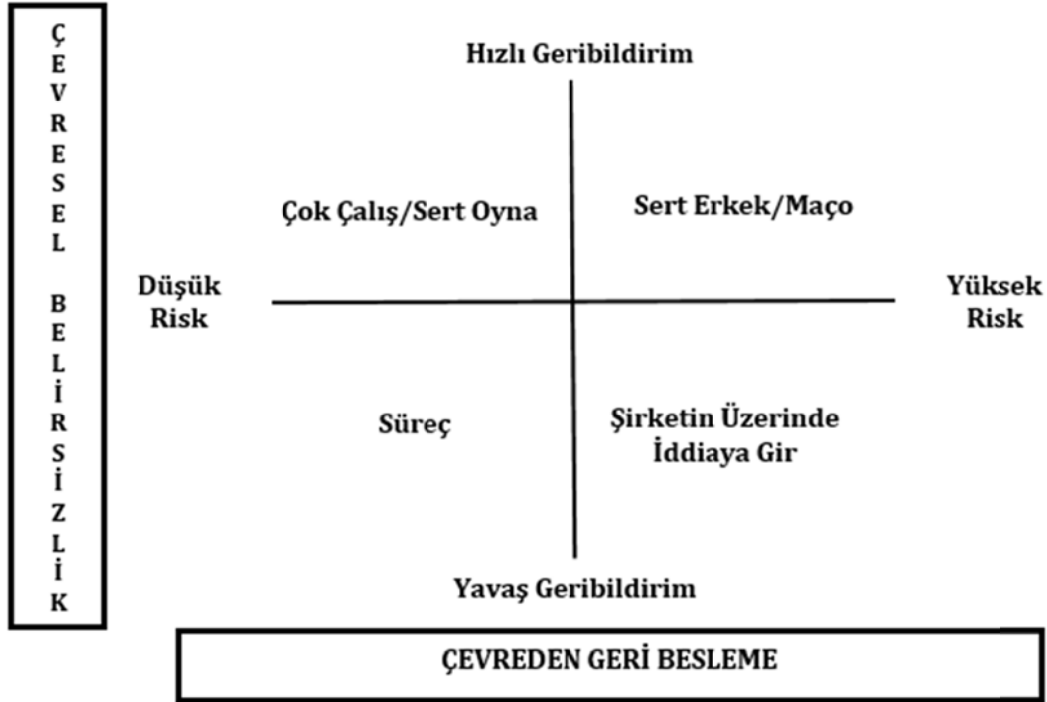 ÇEVRESEL BELİRSİZLİK
Hızlı Geribildirim
Çok Çalış/Sert Oyna
Sert Erkek/Maço
Düşük
Risk
Yüksek
Risk
Süreç
Şirketin Üzerinde
İddiaya Gir
Yavaş Geribildirim
ÇEVREDEN GERİ BESLEME